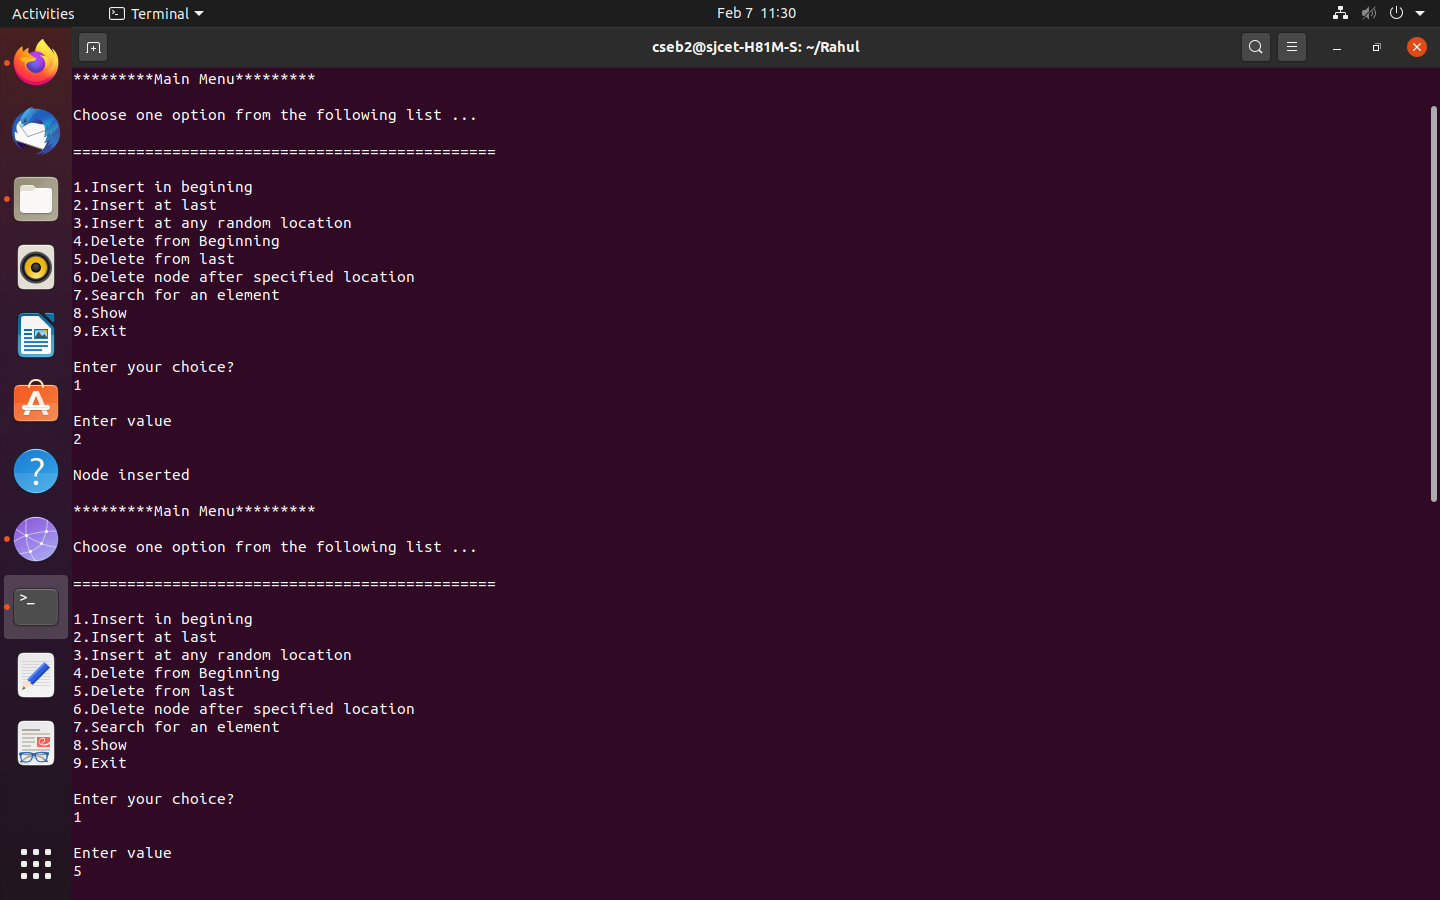 Activities
Terminal
Feb 7 11:30
cseb2@sjcet-H81M-S: ~/Rahul
*********Main Menu*********
Choose one option from the following list ...
===============================================
1.Insert in begining
2.Insert at last
3.Insert at any random location
4.Delete from Beginning
5.Delete from last
6.Delete node after specified location
7.Search for an element
8.Show
9.Exit
Enter your choice?
1
Enter value
2
Node inserted
*********Main Menu*********
Choose one option from the following list ...
===============================================
1.Insert in begining
2.Insert at last
3.Insert at any random location
4.Delete from Beginning
5.Delete from last
6.Delete node after specified location
7.Search for an element
8.Show
9.Exit
Enter your choice?
1
Enter value
5